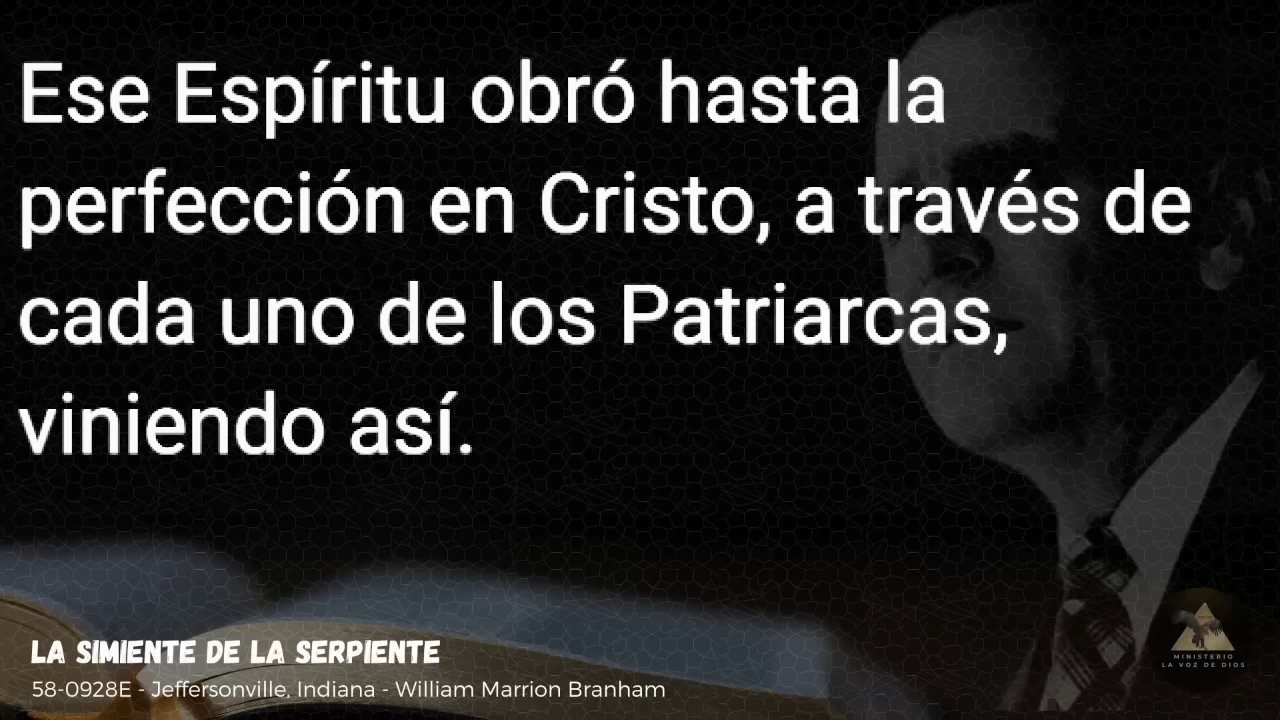 Ese Espíritu obró hasta la
perfección en Cristo, a través de
cada uno de los Patriarcas,
viniendo así.
LA SIMIENTE DE LA SERPIENTE
58-0928E - Jeffersonville, Indiana - William Marrion Branham
MINISTERIO
LA VOZ DE DIOS